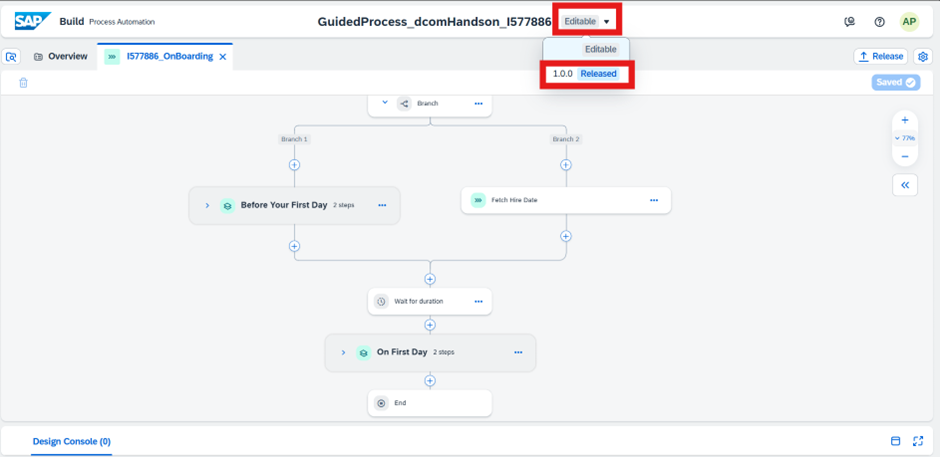 SAP Build Process Automation GuidedProcess_dcomHandson_I577886 Editable AP
Editable
1.0.0 Released
Overview I577886_OnBoarding Release
Saved
Branch
Branch 1 Branch 2
77%
Before Your First Day 2 steps Fetch Hire Date
Wait for duration
On First Day 2 steps
End
Design Console (0)